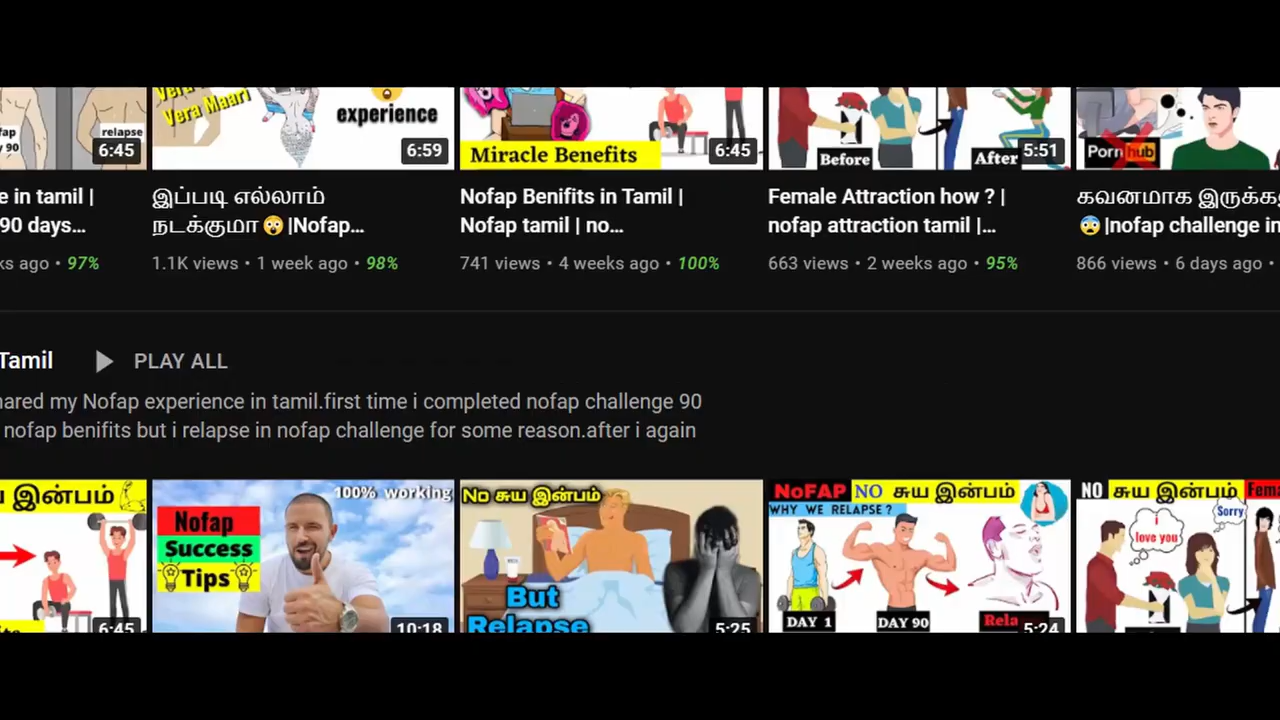 Vera Maari
experience
fap
y 90
relapse
6:45
6:59
Miracle Benefits
6:45
Before
After
5:51
Porn hub
e in tamil |
90 days...
ks ago • 97%
இப்படி எல்லாம்
நடக்குமா😲|Nofap...
1.1K views • 1 week ago • 98%
Nofap Benifits in Tamil |
Nofap tamil | no...
741 views • 4 weeks ago • 100%
Female Attraction how ? |
nofap attraction tamil |...
663 views • 2 weeks ago • 95%
கவனமாக இருக்க
😨|nofap challenge in
866 views • 6 days ago •
Tamil
PLAY ALL
hared my Nofap experience in tamil.first time i completed nofap challenge 90
nofap benifits but i relapse in nofap challenge for some reason.after i again
ய இன்பம்
6:45
100% working
Nofap
Success
Tips
10:18
No சுய இன்பம்
But
Relapse
5:25
NoFAP NO சுய இன்பம்
WHY WE RELAPSE?
DAY 1
DAY 90
Rela
5:24
NO சுய இன்பம் Fema
Sorry
i
love you